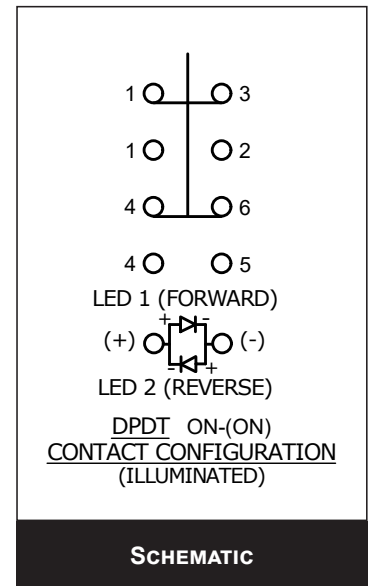 1 3
1 2
4 6
4 5
LED 1 (FORWARD)
+ -
(+) (-)
- +
LED 2 (REVERSE)
DPDT ON-(ON)
CONTACT CONFIGURATION
(ILLUMINATED)
SCHEMATIC